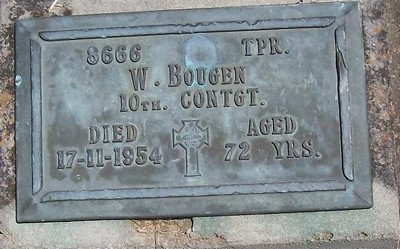 8666 TPR.
W. BOUGEN
10TH. CONTGT.
DIED AGED
17-11-1954 72 YRS.